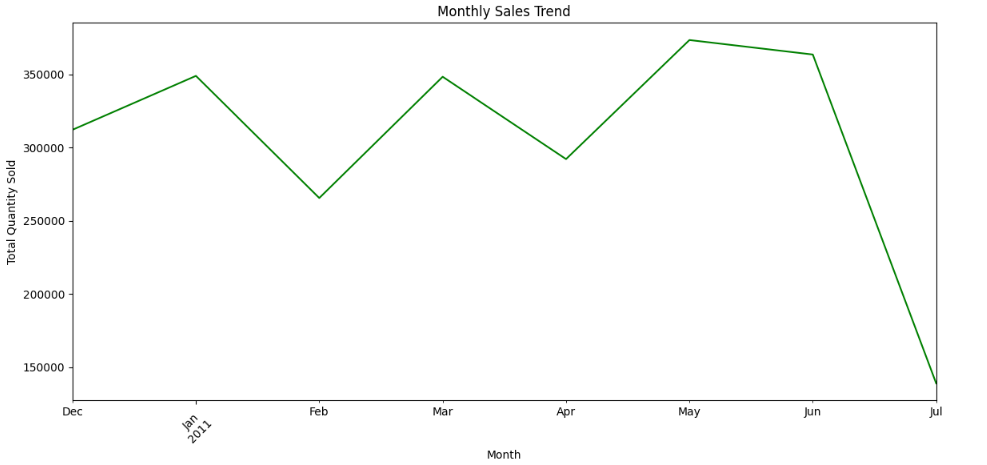 Monthly Sales Trend
Total Quantity Sold
350000
300000
250000
200000
150000
Dec
Jan
2011
Feb
Mar
Apr
May
Jun
Jul
Month